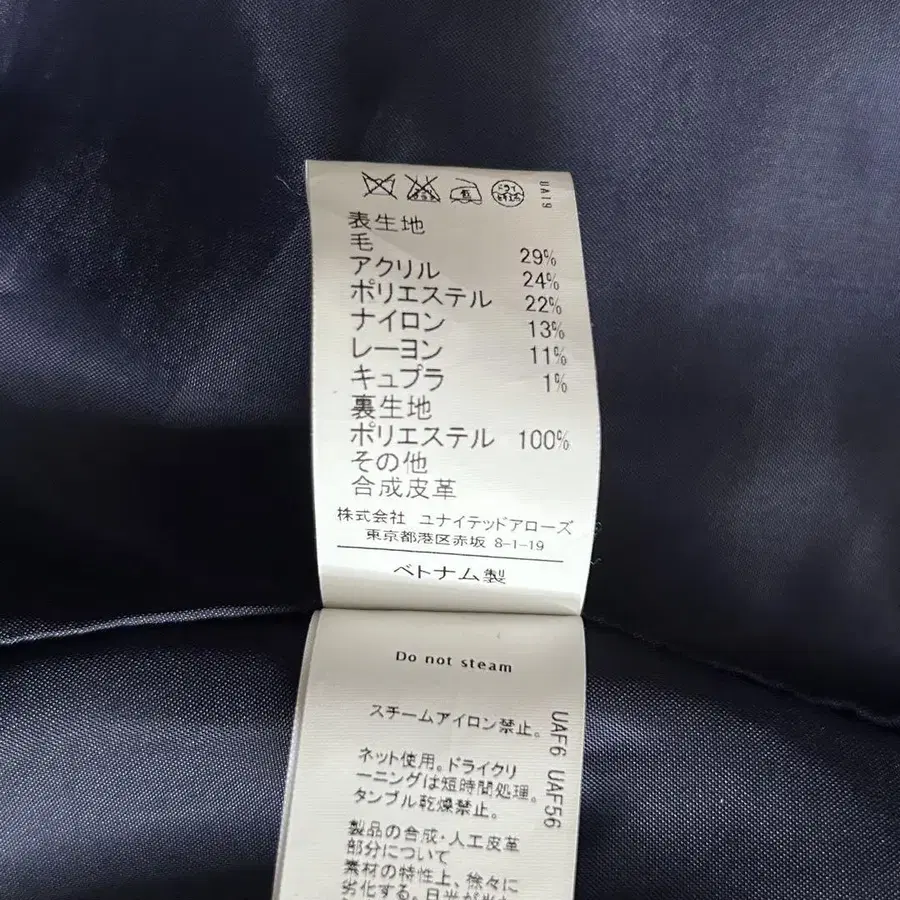 UA19
表生地
毛 29%
アクリル 24%
ポリエステル 22%
ナイロン 13%
レーヨン 11%
キュプラ 1%
裏生地
ポリエステル 100%
その他
合成皮革
株式会社 ユナイテッドアローズ
東京都港区赤坂 8-1-19
ベトナム製
Do not steam
スチームアイロン禁止。
ネット使用。ドライクリ
ーニングは短時間処理。
タンブル乾燥禁止。
UAF6 UAF56
製品の合成・人工皮革
部分について
素材の特性上、徐々に
劣化する。日光が